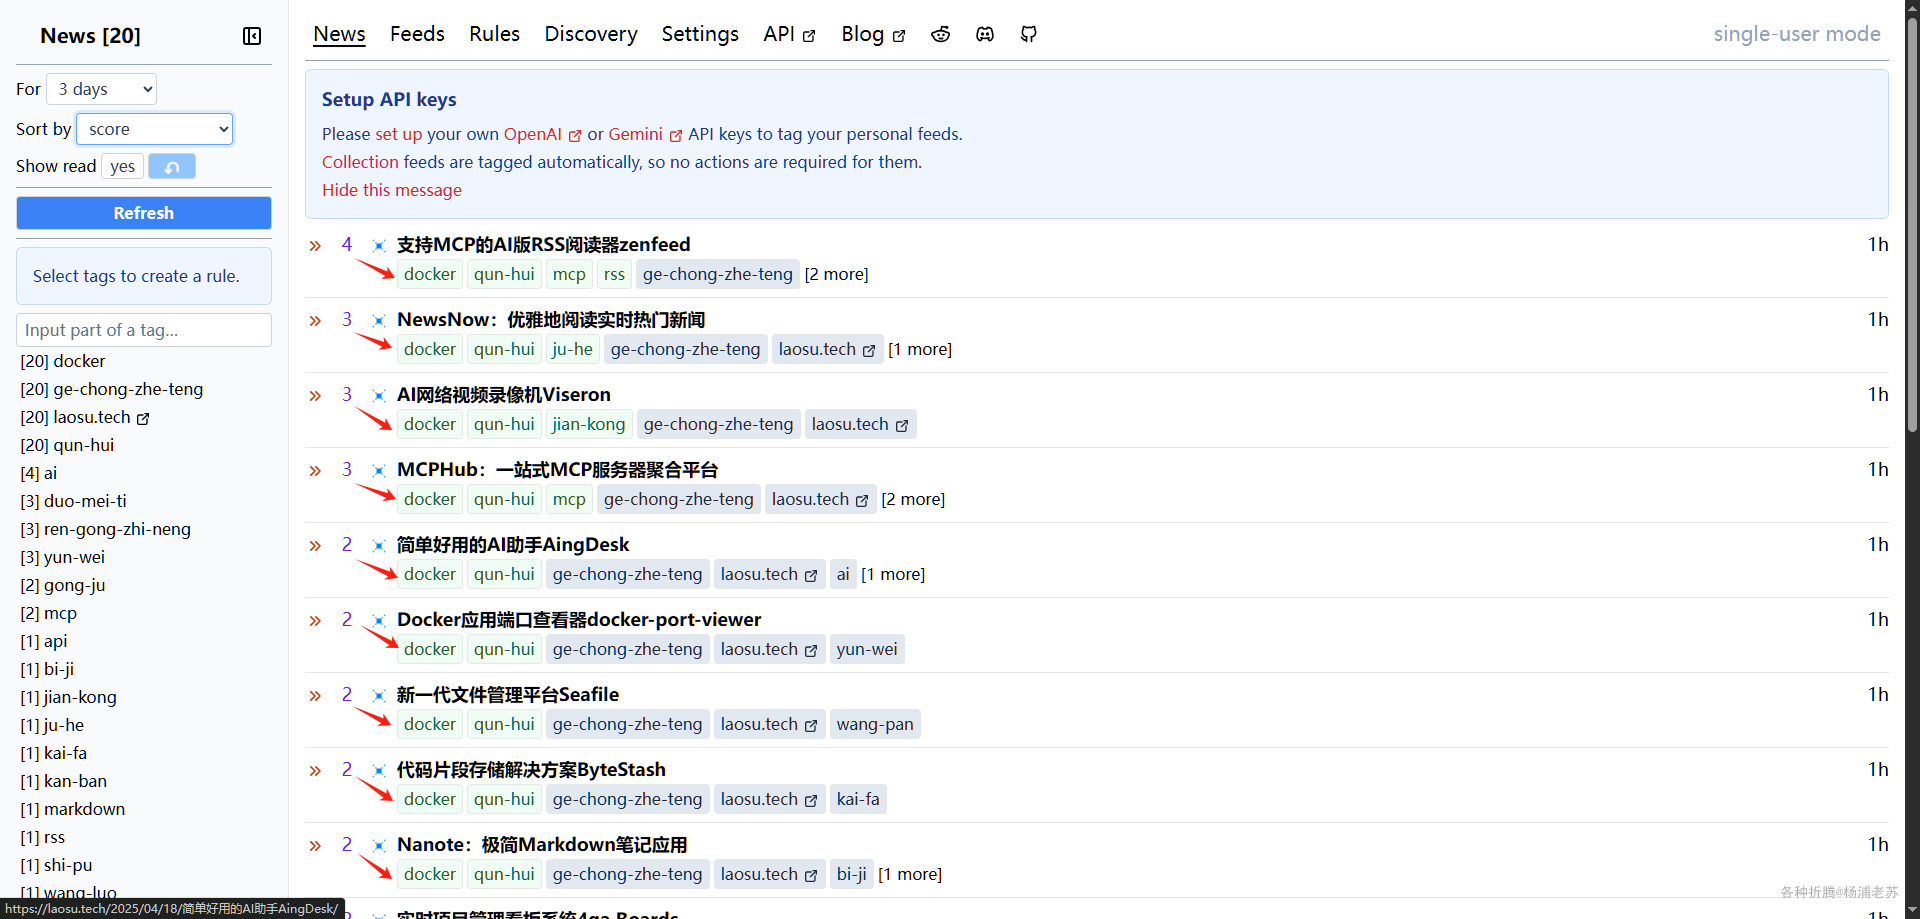 News [20]
For 3 days
Sort by score
Show read yes
Refresh
Select tags to create a rule.
Input part of a tag...
[20] docker
[20] ge-chong-zhe-teng
[20] laosu.tech
[20] qun-hui
[4] ai
[3] duo-mei-ti
[3] ren-gong-zhi-neng
[3] yun-wei
[2] gong-ju
[2] mcp
[1] api
[1] bi-ji
[1] jian-kong
[1] ju-he
[1] kai-fa
[1] kan-ban
[1] markdown
[1] rss
[1] shi-pu
[1] wang-luo
https://laosu.tech/2025/04/18/简单好用的AI助手AingDesk/
News Feeds Rules Discovery Settings API Blog single-user mode
Setup API keys
Please set up your own OpenAI or Gemini API keys to tag your personal feeds.
Collection feeds are tagged automatically, so no actions are required for them.
Hide this message
4 支持MCP的AI版RSS阅读器zenfeed 1h
docker qun-hui mcp rss ge-chong-zhe-teng [2 more]
3 NewsNow：优雅地阅读实时热门新闻 1h
docker qun-hui ju-he ge-chong-zhe-teng laosu.tech [1 more]
3 AI网络视频录像机Viseron 1h
docker qun-hui jian-kong ge-chong-zhe-teng laosu.tech
3 MCPHub：一站式MCP服务器聚合平台 1h
docker qun-hui mcp ge-chong-zhe-teng laosu.tech [2 more]
2 简单好用的AI助手AingDesk 1h
docker qun-hui ge-chong-zhe-teng laosu.tech ai [1 more]
2 Docker应用端口查看器docker-port-viewer 1h
docker qun-hui ge-chong-zhe-teng laosu.tech yun-wei
2 新一代文件管理平台Seafile 1h
docker qun-hui ge-chong-zhe-teng laosu.tech wang-pan
2 代码片段存储解决方案ByteStash 1h
docker qun-hui ge-chong-zhe-teng laosu.tech kai-fa
2 Nanote：极简Markdown笔记应用 1h
docker qun-hui ge-chong-zhe-teng laosu.tech bi-ji [1 more]
2 实时项目管理看板系统4ga Boards 1h
各种折腾@杨浦老苏